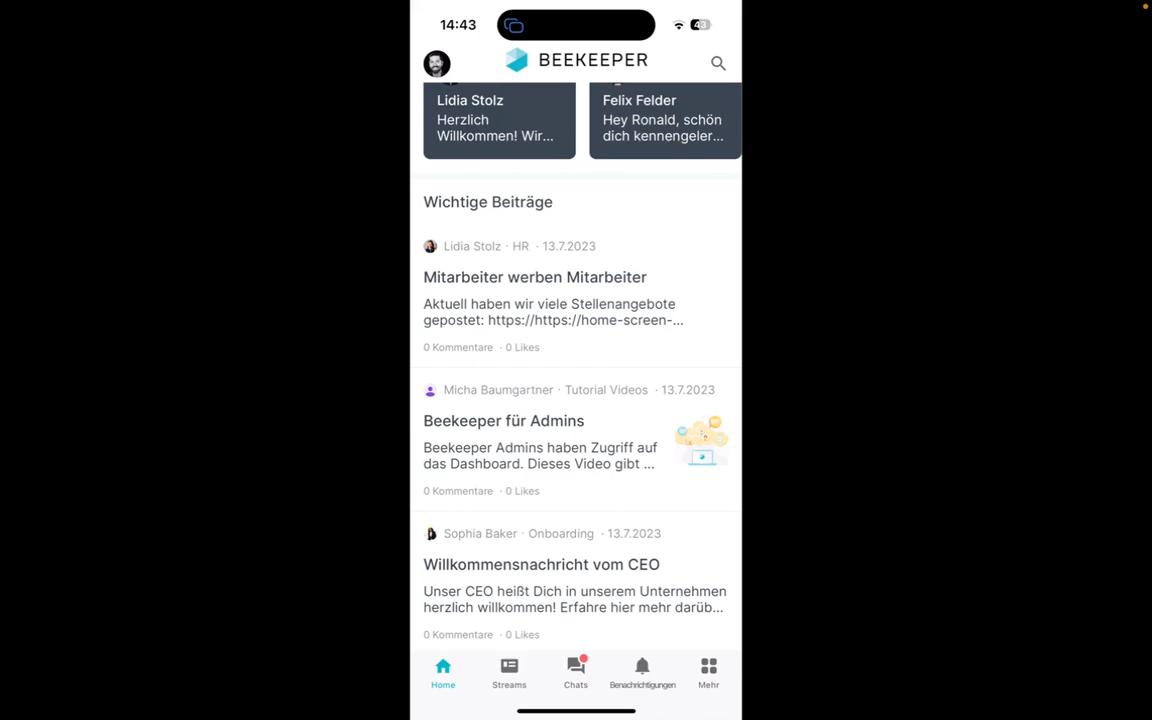 14:43
43
BEEKEEPER
Lidia Stolz
Herzlich
Willkommen! Wir...
Felix Felder
Hey Ronald, schön
dich kennengeler...
Wichtige Beiträge
Lidia Stolz · HR · 13.7.2023
Mitarbeiter werben Mitarbeiter
Aktuell haben wir viele Stellenangebote
gepostet: https://https://home-screen-...
0 Kommentare · 0 Likes
Micha Baumgartner · Tutorial Videos · 13.7.2023
Beekeeper für Admins
Beekeeper Admins haben Zugriff auf
das Dashboard. Dieses Video gibt ...
0 Kommentare · 0 Likes
Sophia Baker · Onboarding · 13.7.2023
Willkommensnachricht vom CEO
Unser CEO heißt Dich in unserem Unternehmen
herzlich willkommen! Erfahre hier mehr darüb...
0 Kommentare · 0 Likes
Home
Streams
Chats
Benachrichtigungen
Mehr